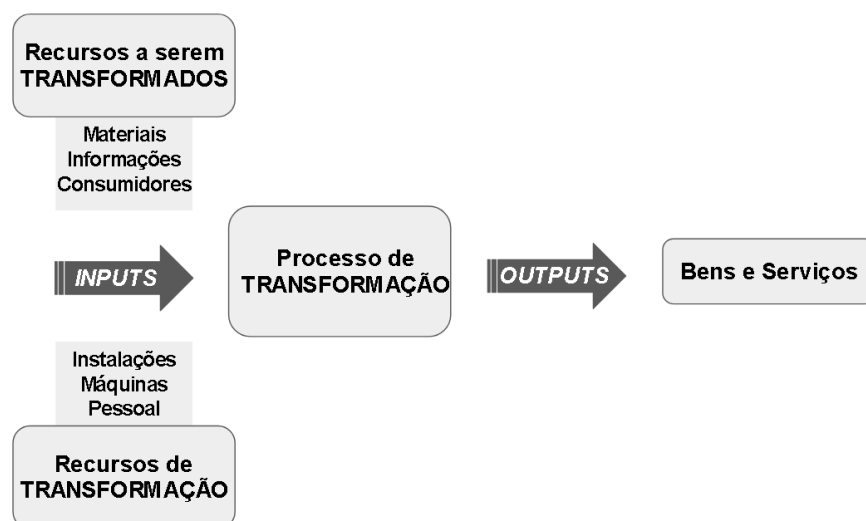 Recursos a serem
TRANSFORMADOS
Materiais
Informações
Consumidores
INPUTS
Processo de
TRANSFORMAÇÃO
OUTPUTS
Bens e Serviços
Instalações
Máquinas
Pessoal
Recursos de
TRANSFORMAÇÃO